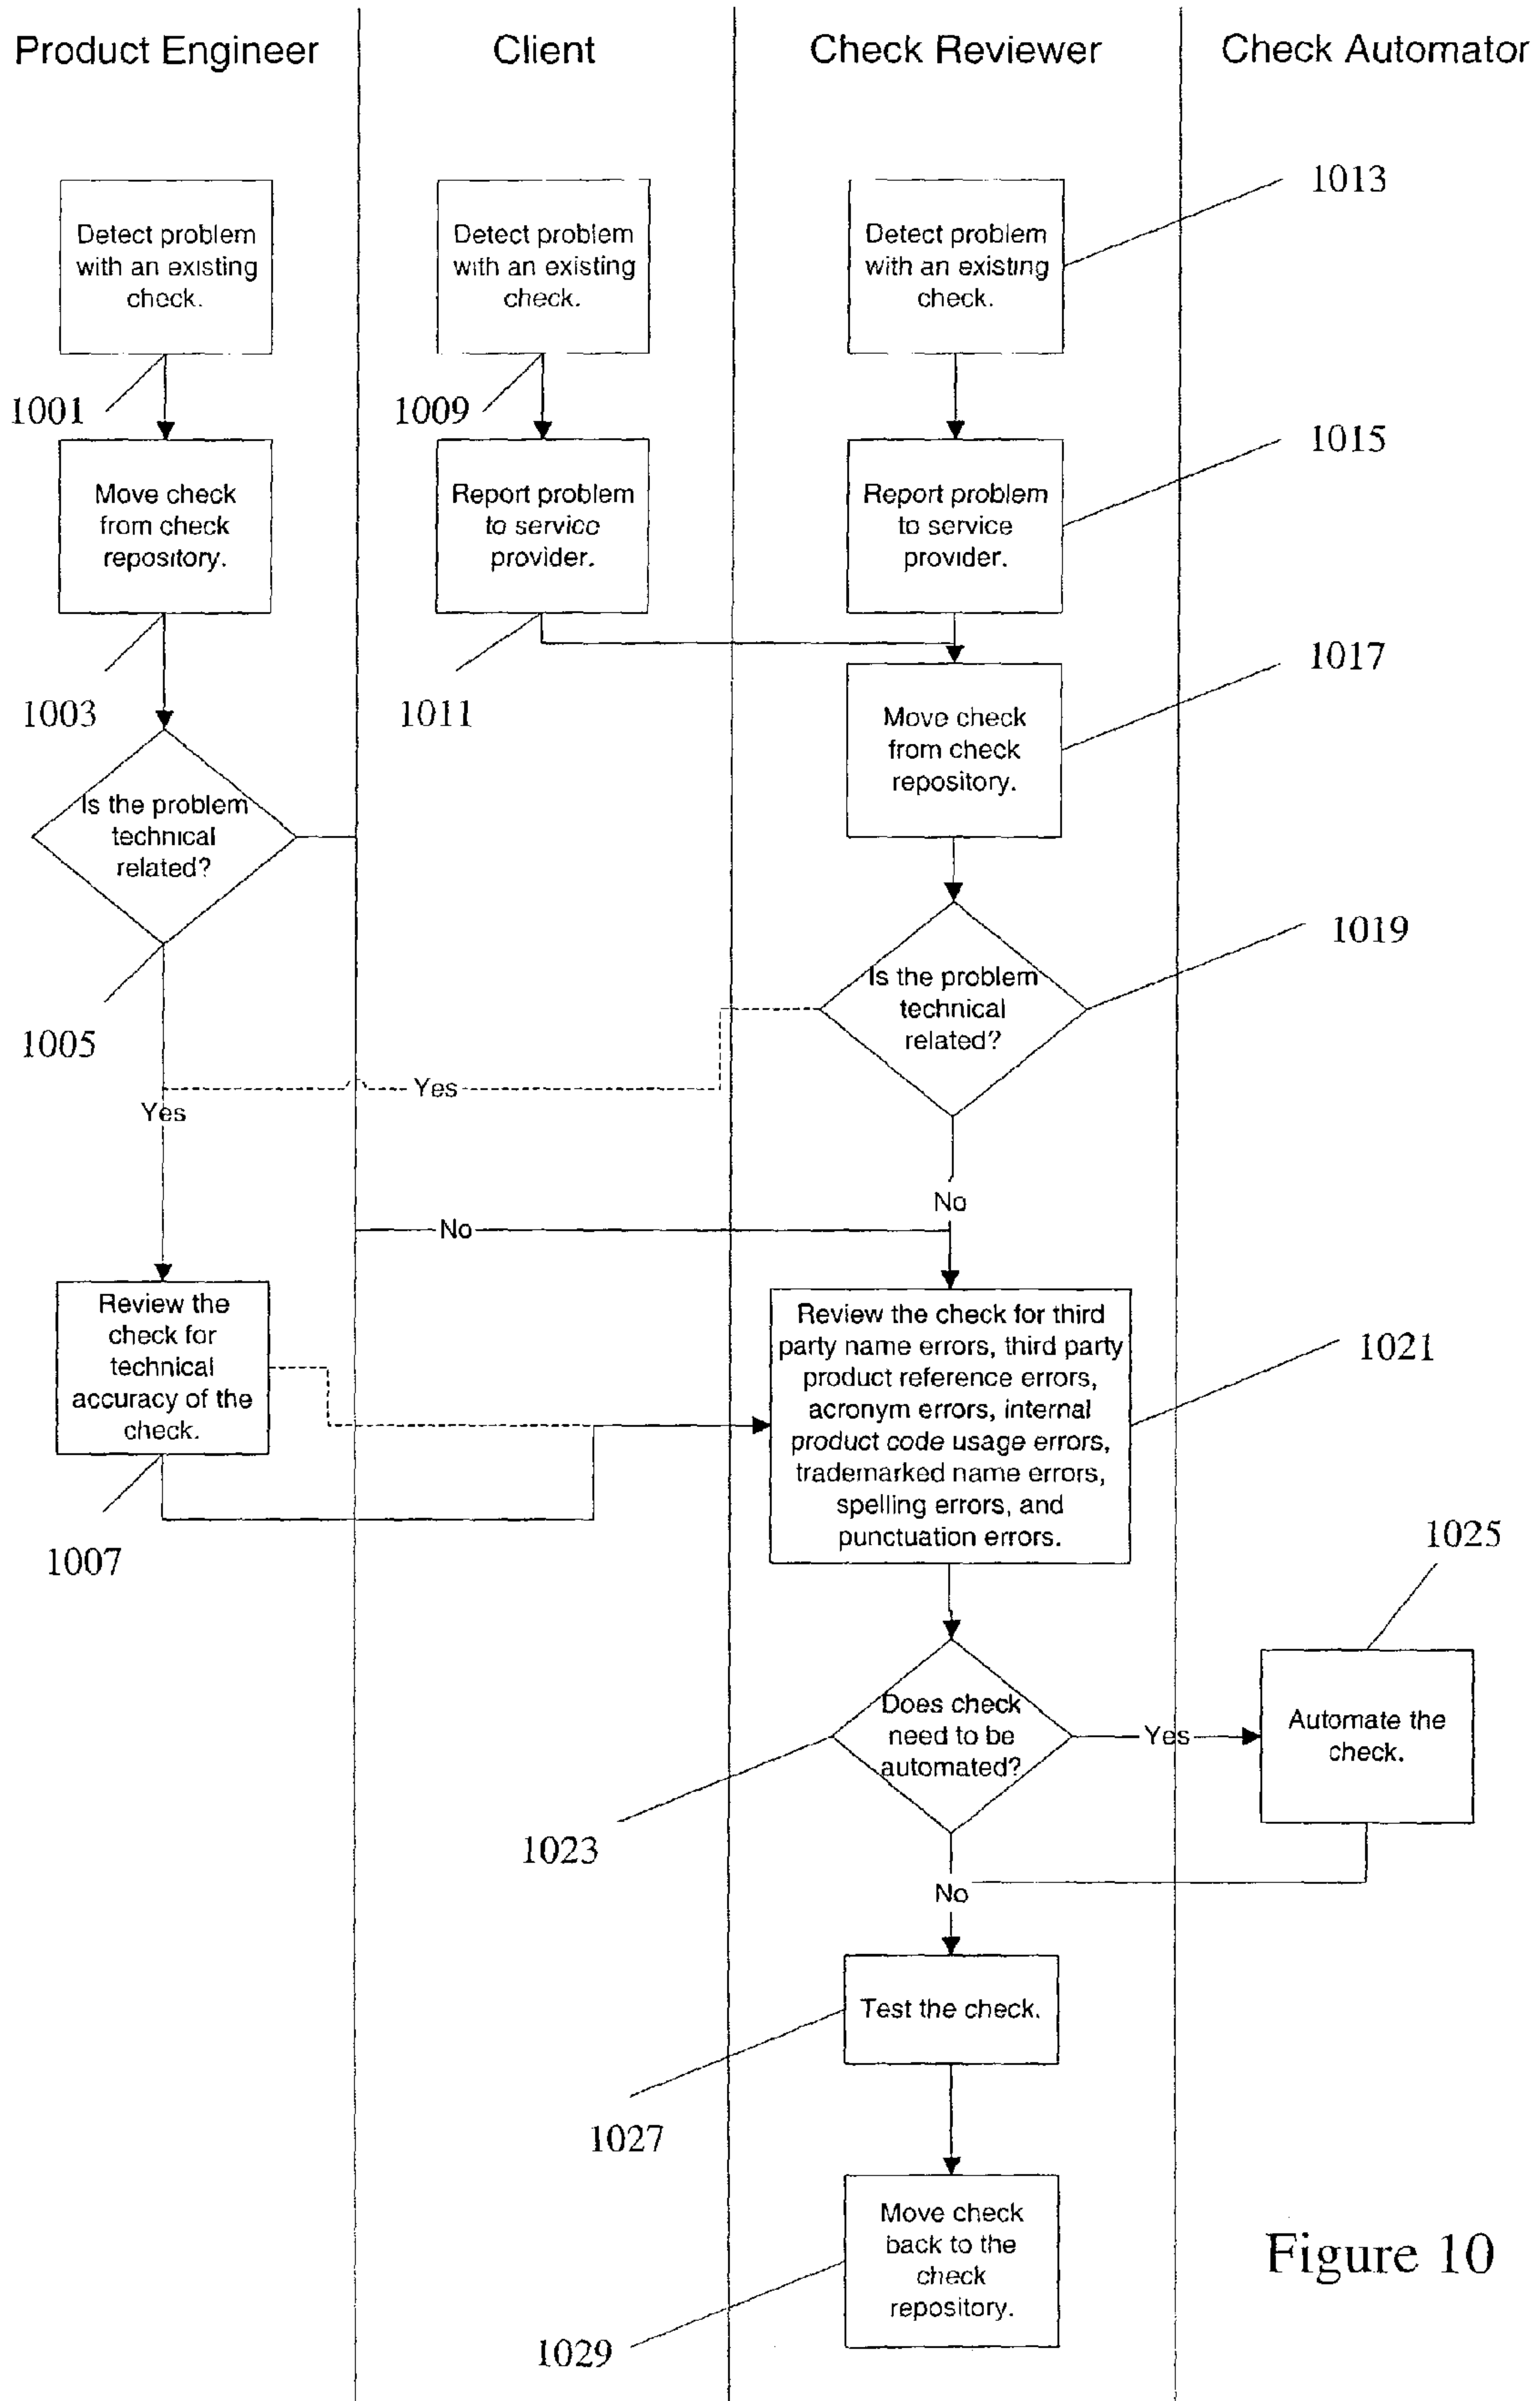 Product Engineer
Client
Check Reviewer
Check Automator
Detect problem
with an existing
check.
Detect problem
with an existing
check.
Detect problem
with an existing
check.
1013
1001
1009
Move check
from check
repository.
Report problem
to service
provider.
Report problem
to service
provider.
1015
1003
1011
Move check
from check
repository.
1017
Is the problem
technical
related?
Is the problem
technical
related?
1019
1005
Yes
Yes
No
No
Review the
check for
technical
accuracy of the
check.
Review the check for third
party name errors, third party
product reference errors,
acronym errors, internal
product code usage errors,
trademarked name errors,
spelling errors, and
punctuation errors.
1021
1007
1025
Does check
need to be
automated?
Yes
Automate the
check.
1023
No
Test the check.
1027
Move check
back to the
check
repository.
1029
Figure 10